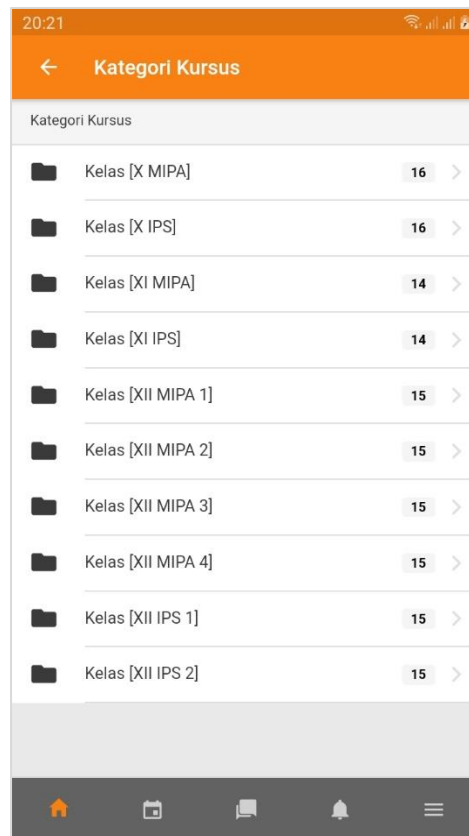 20:21
Kategori Kursus
Kategori Kursus
Kelas [X MIPA] 16
Kelas [X IPS] 16
Kelas [XI MIPA] 14
Kelas [XI IPS] 14
Kelas [XII MIPA 1] 15
Kelas [XII MIPA 2] 15
Kelas [XII MIPA 3] 15
Kelas [XII MIPA 4] 15
Kelas [XII IPS 1] 15
Kelas [XII IPS 2] 15